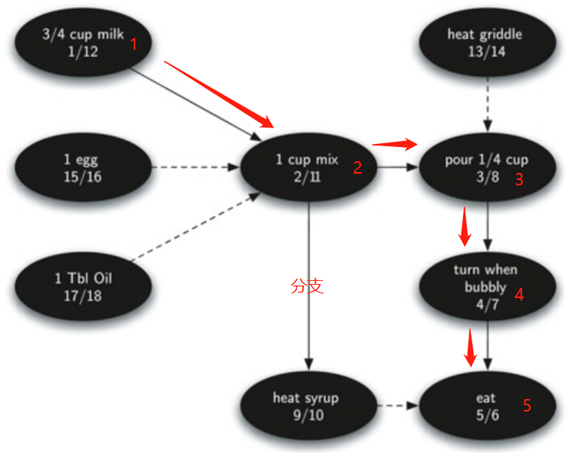 3/4 cup milk
1/12
1
heat griddle
13/14
1 egg
15/16
1 cup mix
2/11
2
pour 1/4 cup
3/8
3
1 Tbl Oil
17/18
分支
turn when
bubbly
4/7
4
heat syrup
9/10
eat
5/6
5